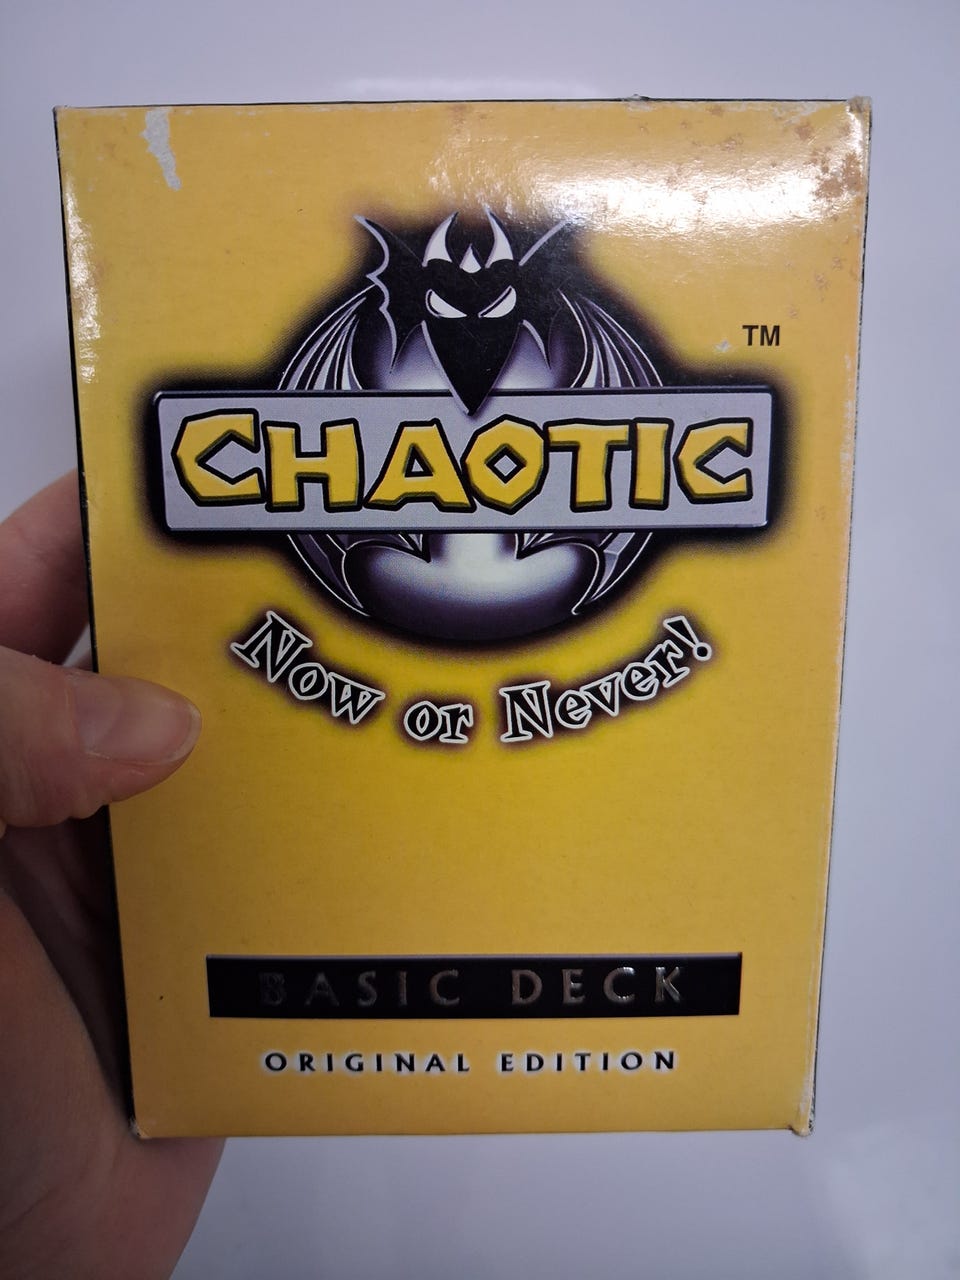 TM
CHAOTIC
Now or Never!
BASIC DECK
ORIGINAL EDITION